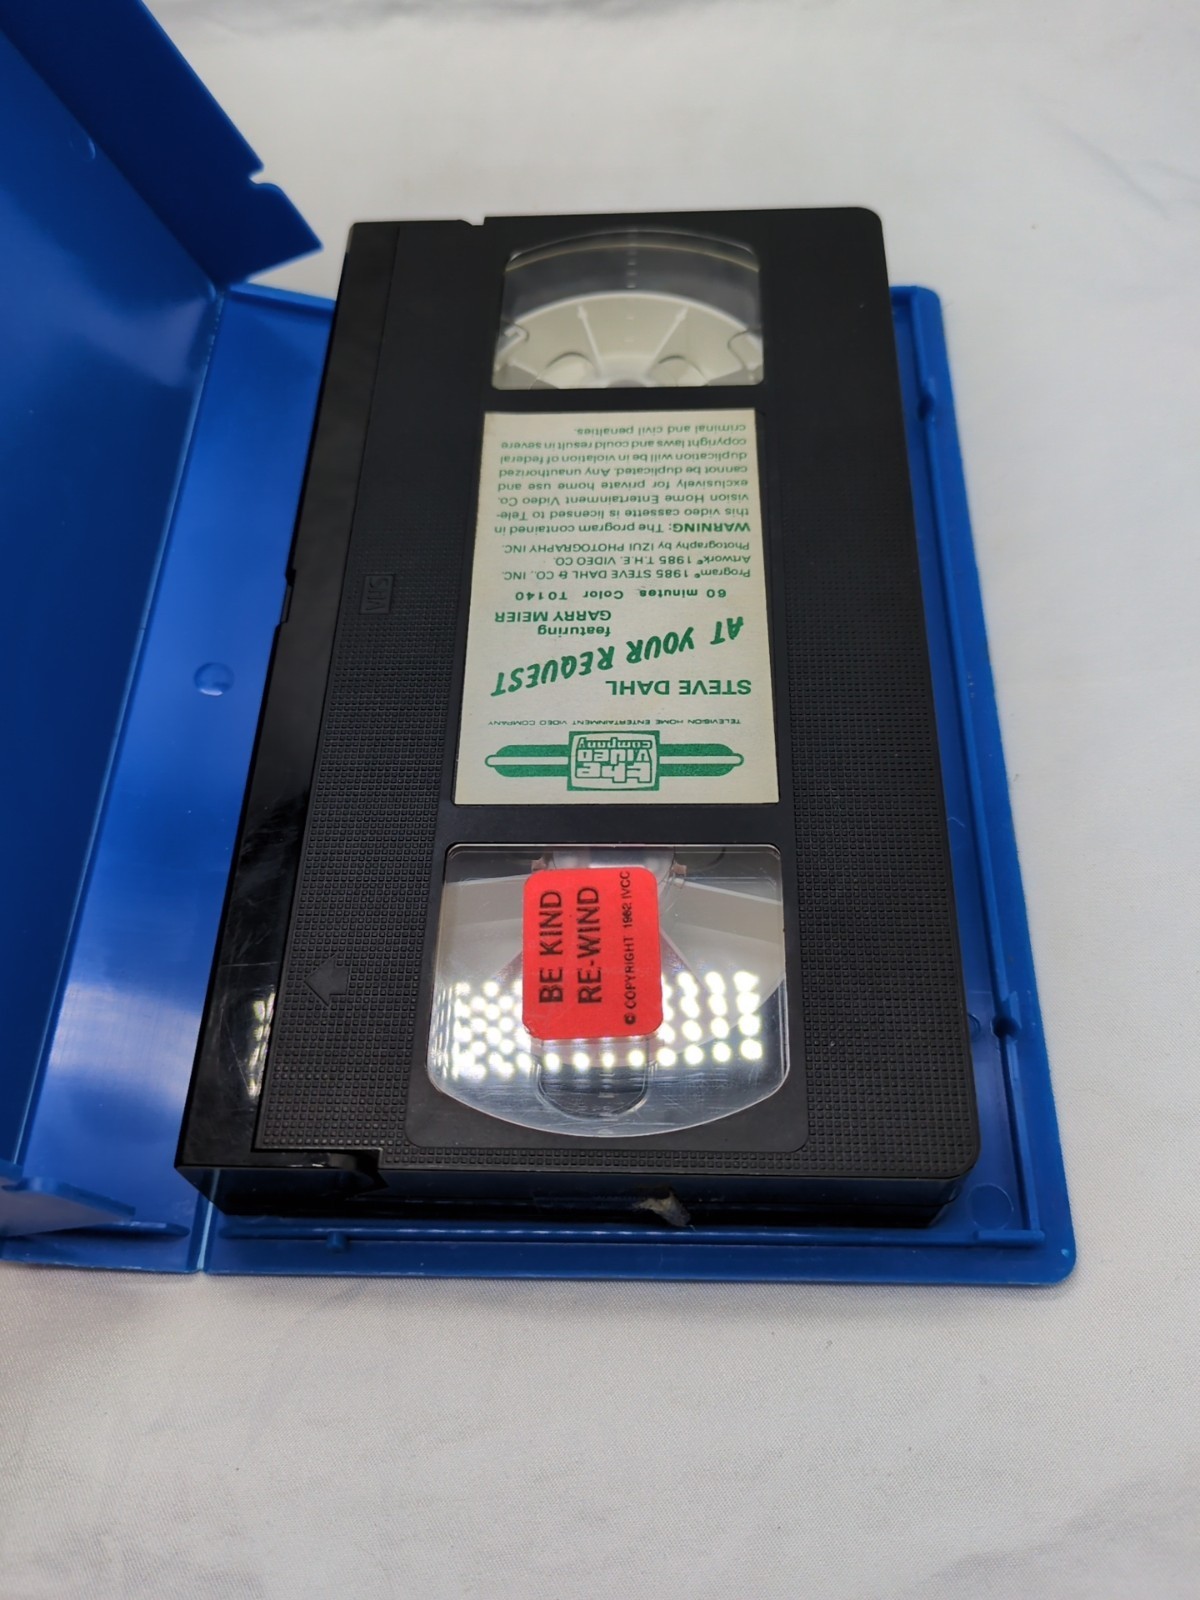 the
video
company
TELEVISION HOME ENTERTAINMENT VIDEO COMPANY
STEVE DAHL
AT YOUR REQUEST
featuring
GARRY MEIER
60 minutes Color T0140
Program © 1985 STEVE DAHL & CO., INC.
Artwork © 1985 T.H.E. VIDEO CO.
Photography by IZUI PHOTOGRAPHY INC.
WARNING: The program contained in
this video cassette is licensed to Tele-
vision Home Entertainment Video Co.
exclusively for private home use and
cannot be duplicated. Any unauthorized
duplication will be in violation of federal
copyright laws and could result in severe
criminal and civil penalties.
VHS
BE KIND
RE-WIND
© COPYRIGHT 1982 IVCC